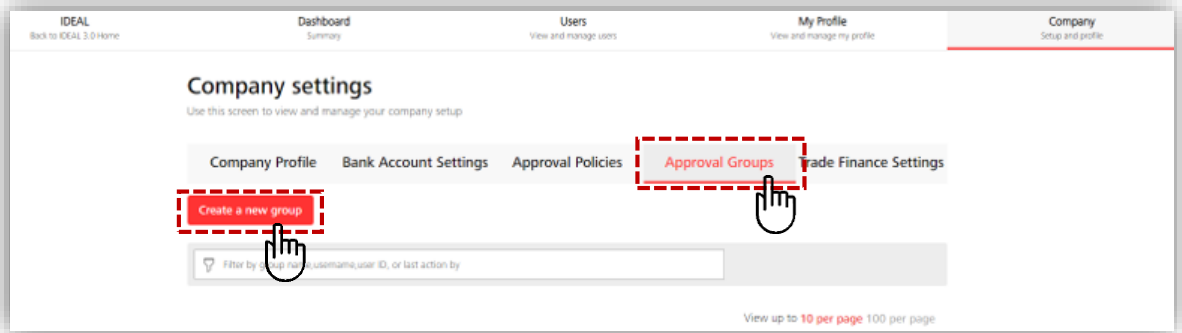 IDEAL
Back to IDEAL 3.0 Home
Dashboard
Summary
Users
View and manage users
My Profile
View and manage my profile
Company
Setup and profile
Company settings
Use this screen to view and manage your company setup
Company Profile Bank Account Settings Approval Policies Approval Groups Trade Finance Settings
Create a new group
Filter by group name,username,user ID, or last action by
View up to 10 per page 100 per page